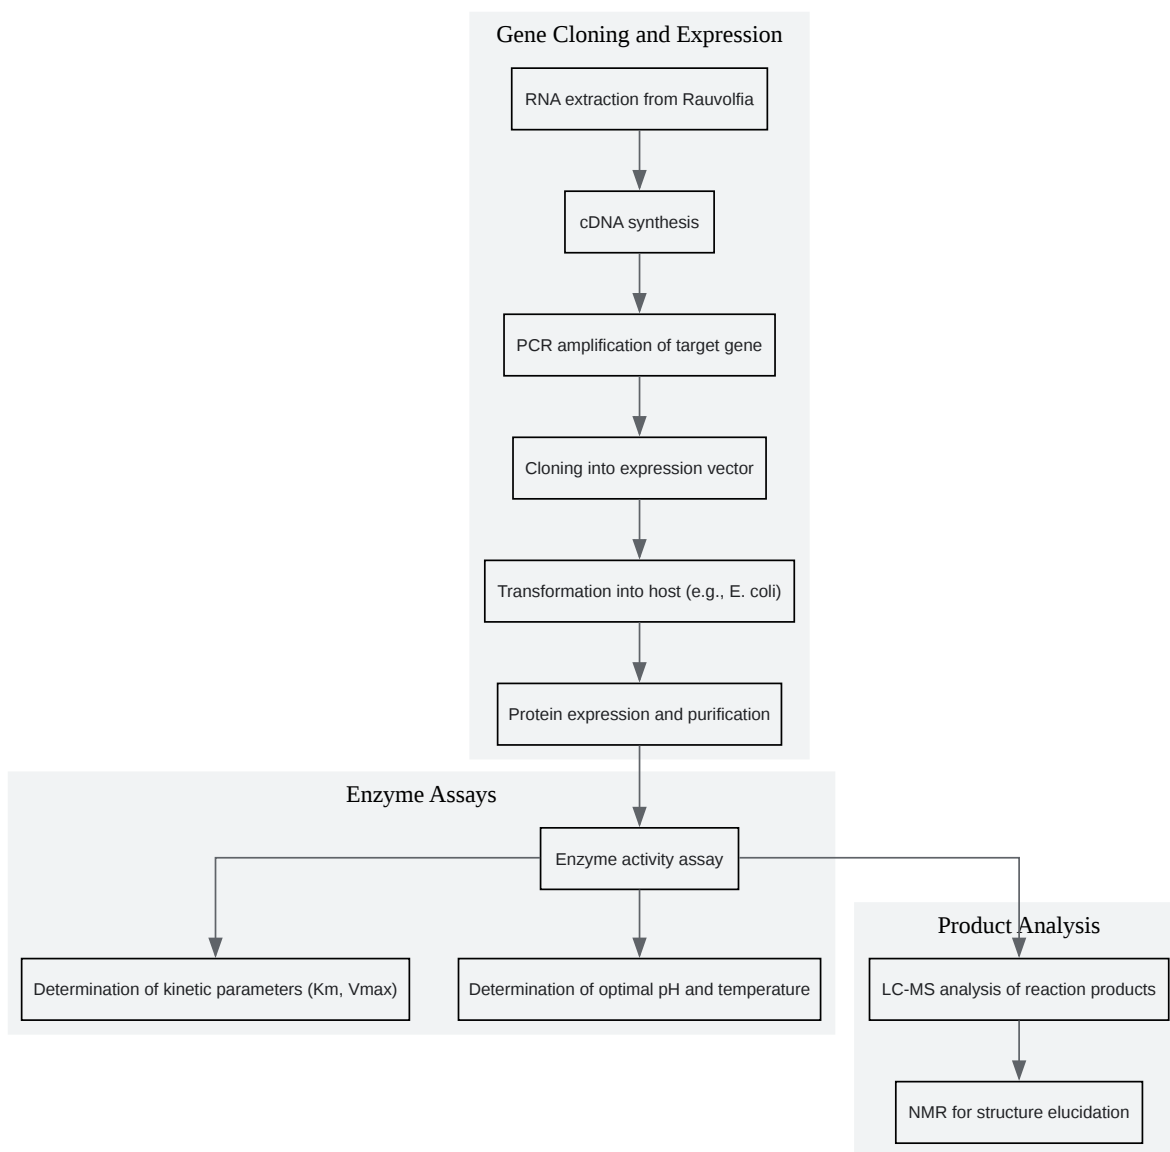 Gene Cloning and Expression
RNA extraction from Rauvolfia
cDNA synthesis
PCR amplification of target gene
Cloning into expression vector
Transformation into host (e.g., E. coli)
Protein expression and purification
Enzyme Assays
Enzyme activity assay
Product Analysis
Determination of kinetic parameters (Km, Vmax)
Determination of optimal pH and temperature
LC-MS analysis of reaction products
NMR for structure elucidation